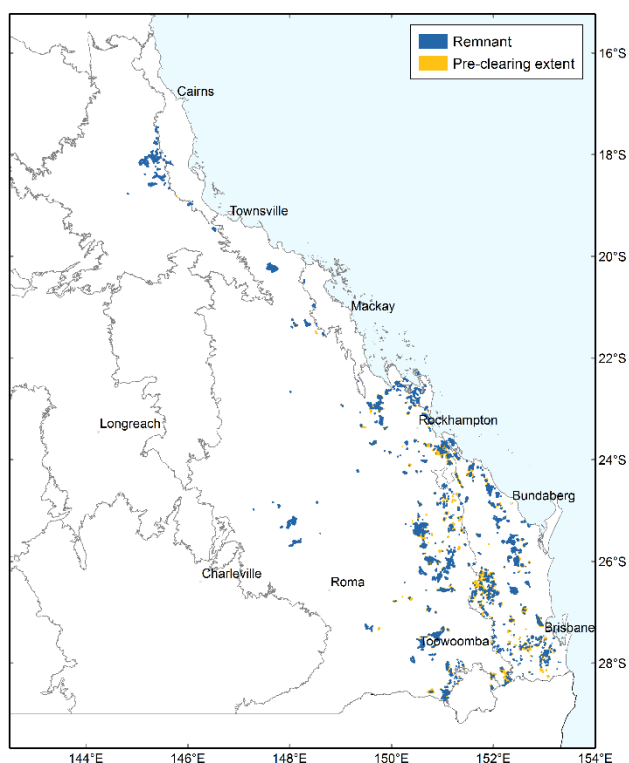 Remnant
Pre-clearing extent
16°S
Cairns
18°S
Townsville
20°S
Mackay
22°S
Rockhampton
Longreach
24°S
Bundaberg
26°S
Charleville
Roma
Brisbane
Toowoomba
28°S
144°E 146°E 148°E 150°E 152°E 154°E